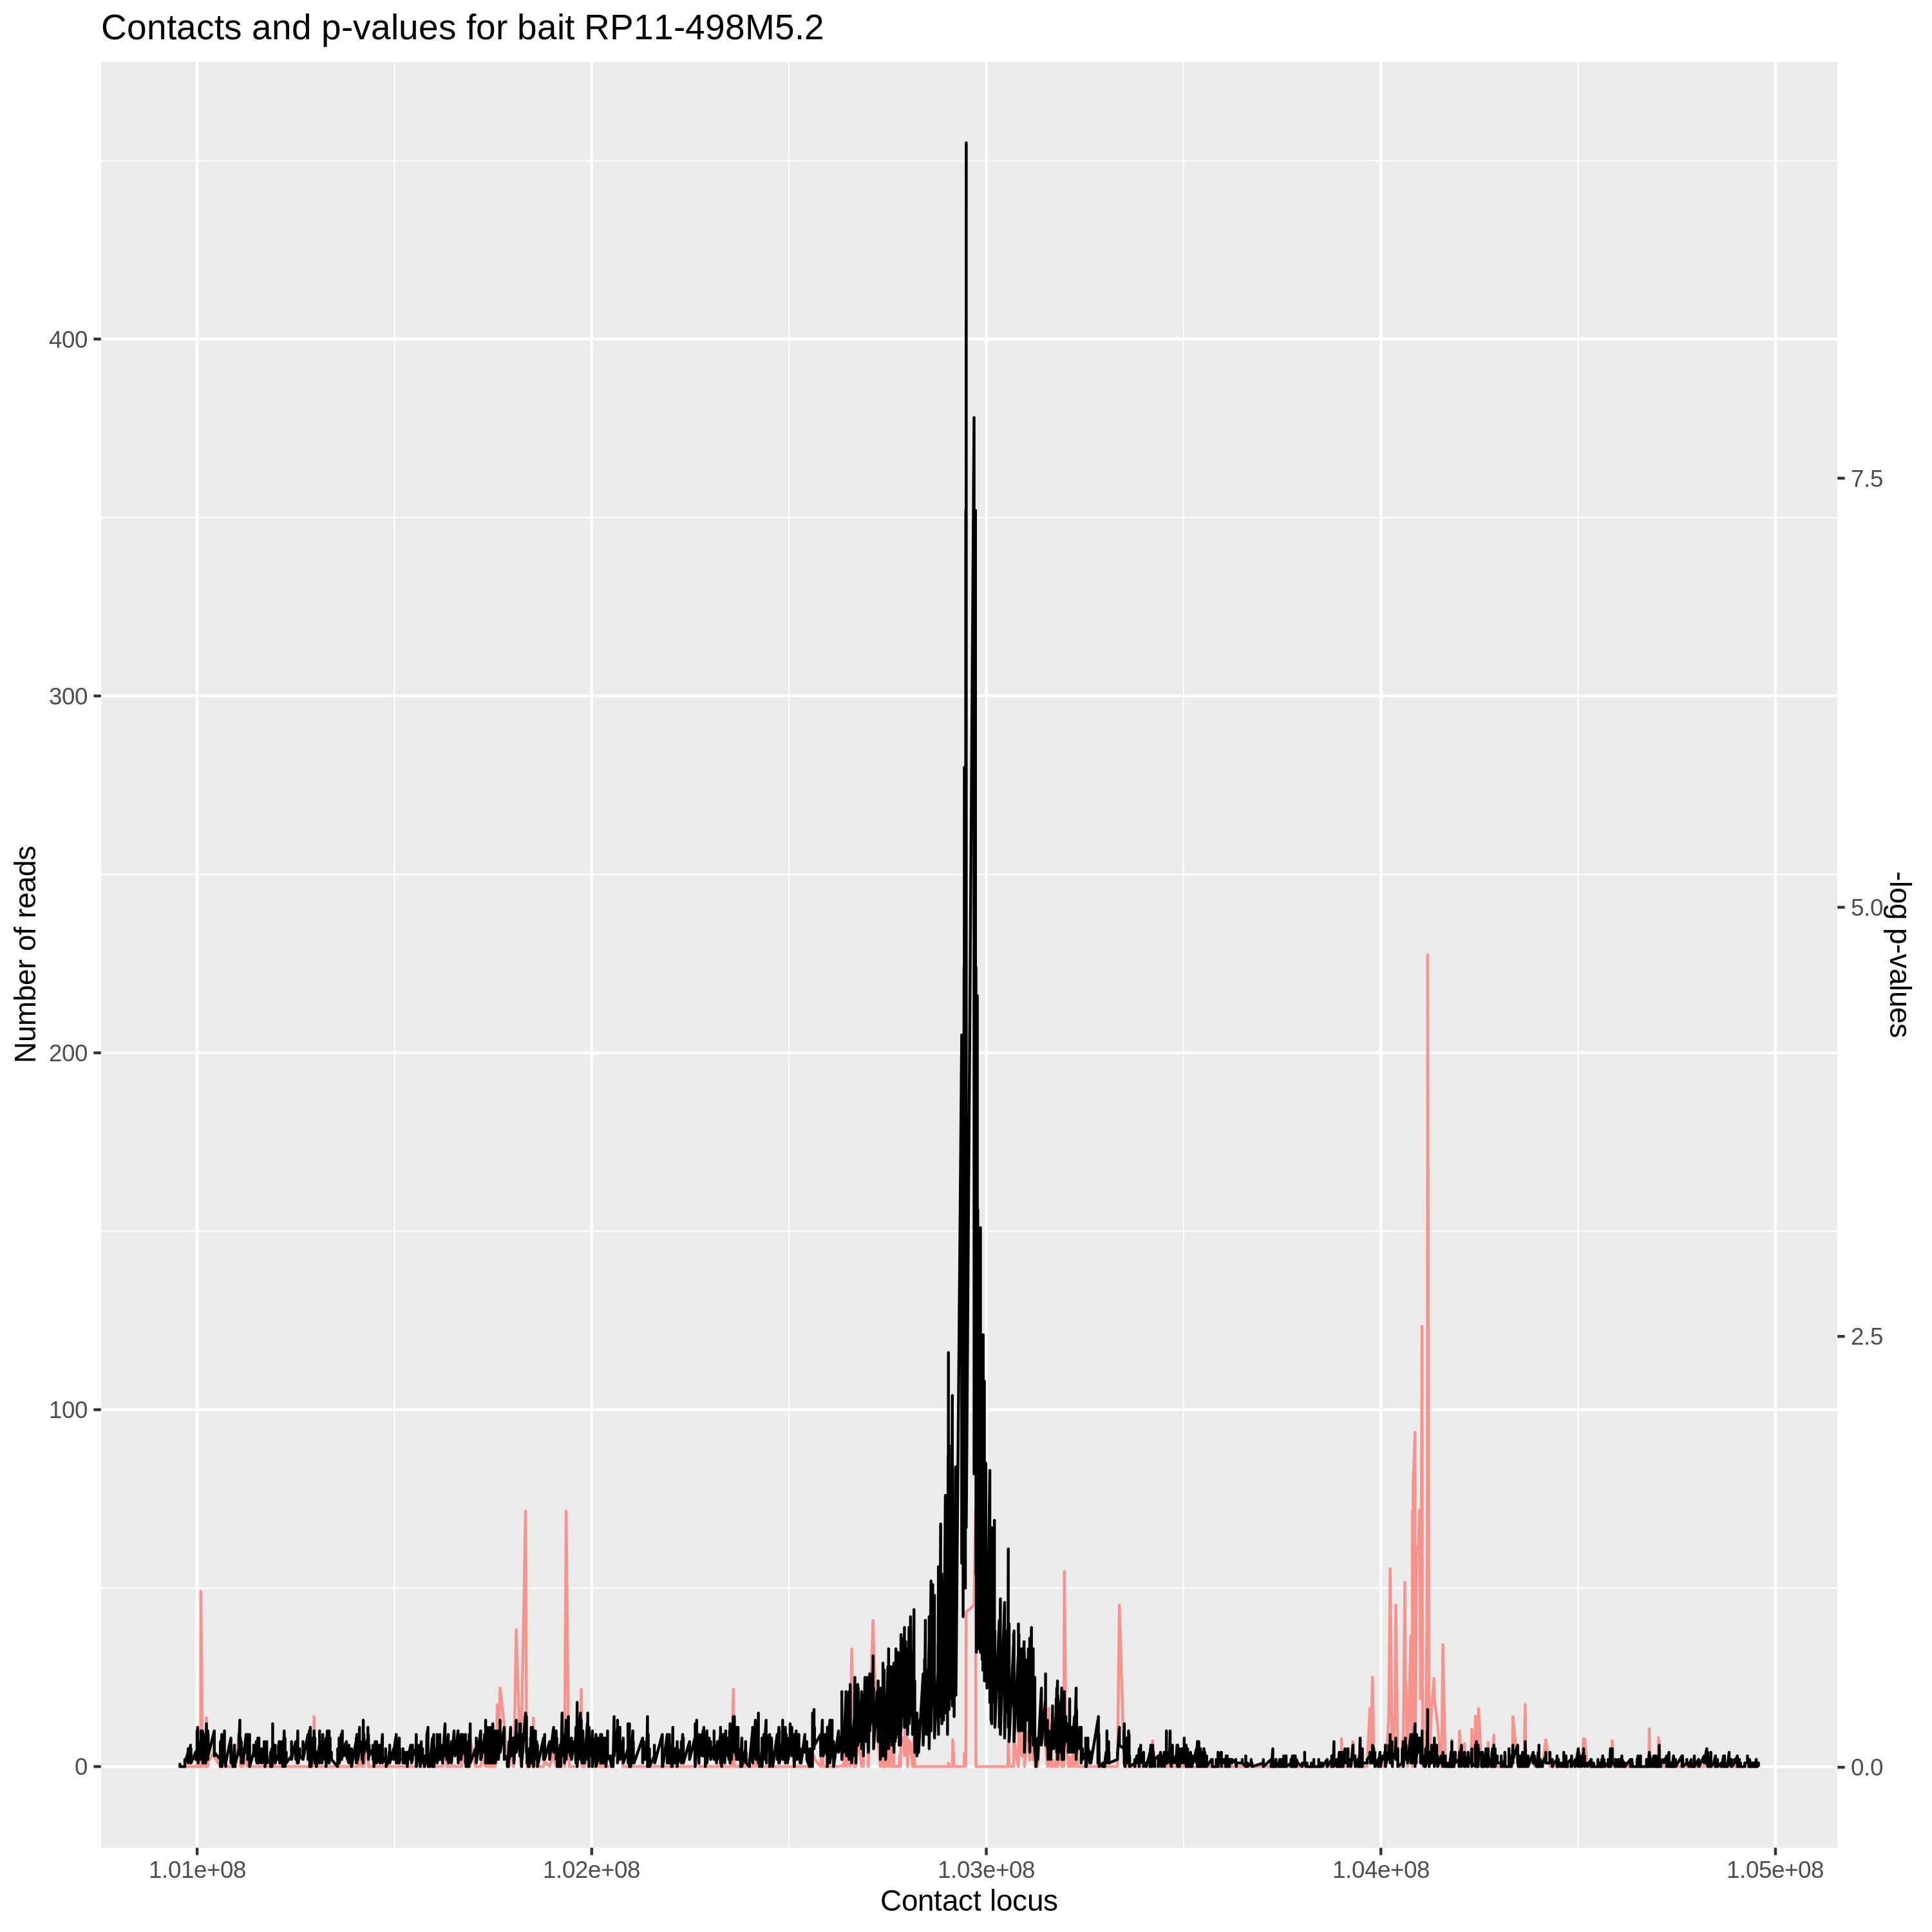 Contacts and p-values for bait RP11-498M5.2
Number of reads
400
300
200
100
0
7.5
5.0
2.5
0.0
-log p-values
1.01e+08 1.02e+08 1.03e+08 1.04e+08 1.05e+08
Contact locus